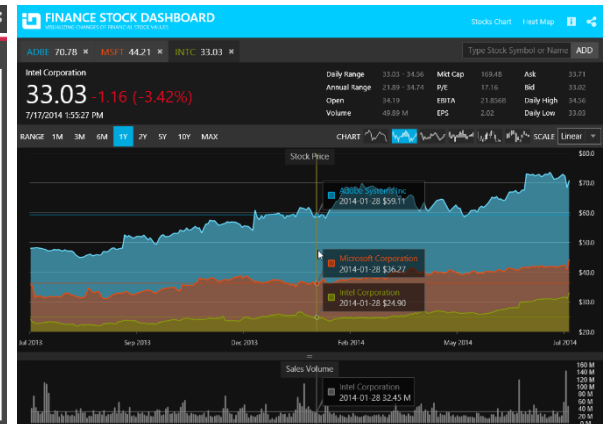 FINANCE STOCK DASHBOARD
VISUALIZING CHANGES OF FINANCIAL STOCK VALUES
Stocks Chart Heat Map
ADBE 70.78 × MSFT 44.21 × INTC 33.03 ×
Type Stock Symbol or Name ADD
Intel Corporation
33.03 -1.16 (-3.42%)
7/17/2014 1:55:27 PM
Daily Range 33.03 - 34.56 Mkt Cap 169.48 Ask 33.71
Annual Range 21.89 - 34.74 P/E 17.16 Bid 33.02
Open 34.19 EBITA 21.856B Daily High 34.56
Volume 49.89 M EPS 2.02 Daily Low 33.03
RANGE 1M 3M 6M 1Y 2Y 5Y 10Y MAX CHART SCALE Linear
Stock Price
$80.0
$70.0
Adobe Systems Inc
2014-01-28 $59.11
$60.0
$50.0
Microsoft Corporation
2014-01-28 $36.27
$40.0
Intel Corporation
2014-01-28 $24.90
$30.0
$20.0
Jul 2013 Sep 2013 Dec 2013 Feb 2014 May 2014 Jul 2014
Sales Volume
160 M
140 M
120 M
100 M
80 M
60 M
40 M
20 M
0 M
Intel Corporation
2014-01-28 32.45 M